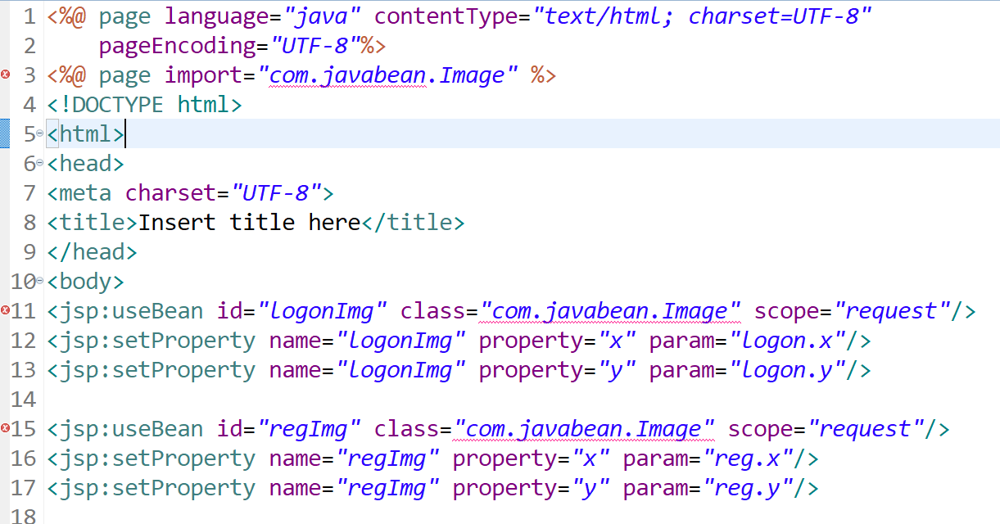 1 <%@ page language="java" contentType="text/html; charset=UTF-8"
2     pageEncoding="UTF-8"%>
3 <%@ page import="com.javabean.Image" %>
4 <!DOCTYPE html>
5 <html>
6 <head>
7 <meta charset="UTF-8">
8 <title>Insert title here</title>
9 </head>
10 <body>
11 <jsp:useBean id="logonImg" class="com.javabean.Image" scope="request"/>
12 <jsp:setProperty name="logonImg" property="x" param="logon.x"/>
13 <jsp:setProperty name="logonImg" property="y" param="logon.y"/>
14
15 <jsp:useBean id="regImg" class="com.javabean.Image" scope="request"/>
16 <jsp:setProperty name="regImg" property="x" param="reg.x"/>
17 <jsp:setProperty name="regImg" property="y" param="reg.y"/>
18